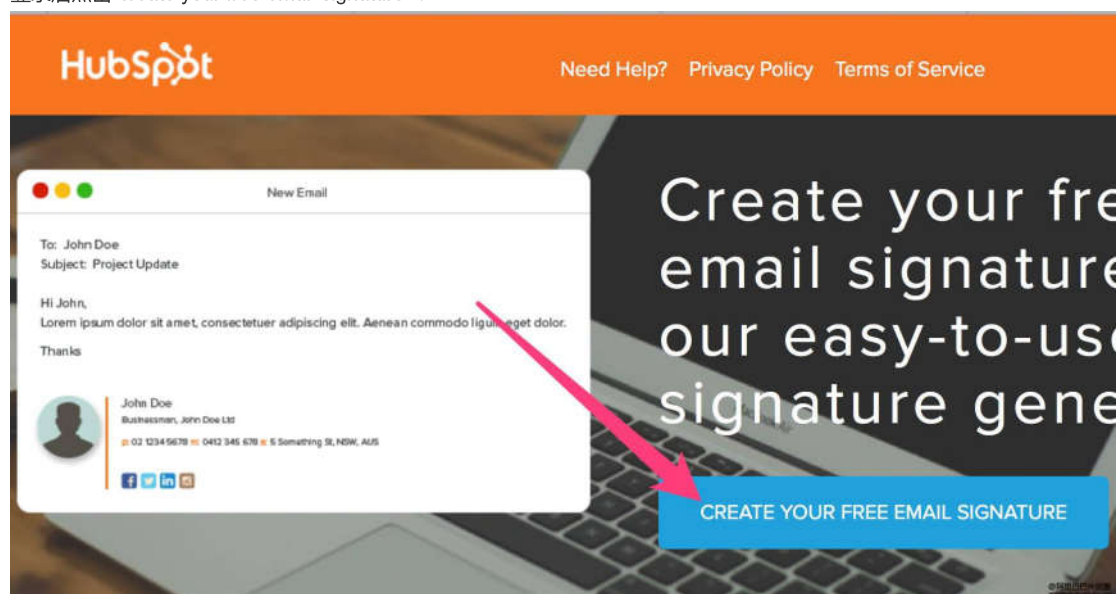 HubSpot
Need Help? Privacy Policy Terms of Service
New Email
To: John Doe
Subject: Project Update
Hi John,
Lorem ipsum dolor sit amet, consectetuer adipiscing elit. Aenean commodo ligula eget dolor.
Thanks
John Doe
Businessman, John Doe Ltd
p: 02 1234 5678 m: 0412 345 678 a: 5 Something St, NSW, AUS
Create your fre
email signature
our easy-to-us
signature gene
CREATE YOUR FREE EMAIL SIGNATURE